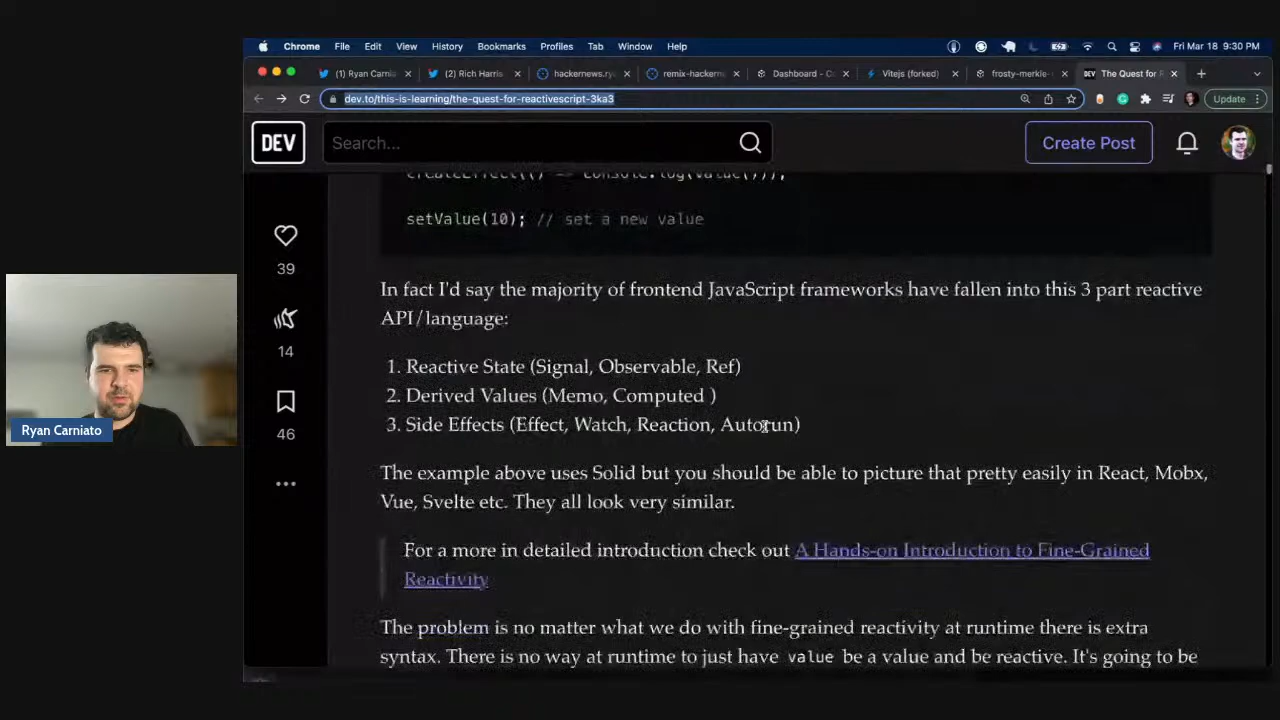 Chrome File Edit View History Bookmarks Profiles Tab Window Help Fri Mar 18 9:30 PM
(1) Ryan Carnia (2) Rich Harris hackernews.ry remix-hackern Dashboard - C Vitejs (forked) frosty-merkle- The Quest for
dev.to/this-is-learning/the-quest-for-reactivescript-3ka3 Update
DEV Search... Create Post
createEffect(() => console.log(value()));
setValue(10); // set a new value
39
In fact I'd say the majority of frontend JavaScript frameworks have fallen into this 3 part reactive
API/language:
14
1. Reactive State (Signal, Observable, Ref)
2. Derived Values (Memo, Computed )
3. Side Effects (Effect, Watch, Reaction, Autorun)
46
Ryan Carniato
The example above uses Solid but you should be able to picture that pretty easily in React, Mobx,
Vue, Svelte etc. They all look very similar.
For a more in detailed introduction check out A Hands-on Introduction to Fine-Grained
Reactivity
The problem is no matter what we do with fine-grained reactivity at runtime there is extra
syntax. There is no way at runtime to just have value be a value and be reactive. It's going to be